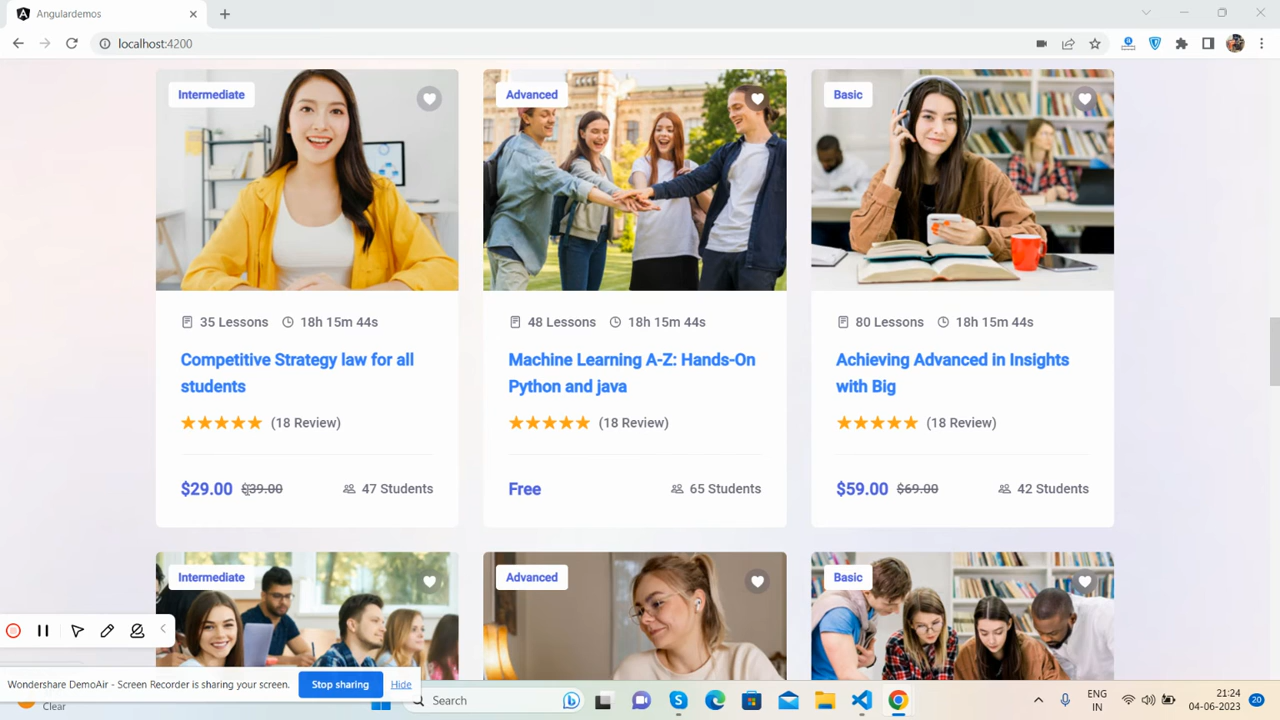 Angulardemos
localhost:4200
Intermediate
Advanced
Basic
35 Lessons 18h 15m 44s
48 Lessons 18h 15m 44s
80 Lessons 18h 15m 44s
Competitive Strategy law for all
students
Machine Learning A-Z: Hands-On
Python and java
Achieving Advanced in Insights
with Big
(18 Review)
(18 Review)
(18 Review)
$29.00 $39.00 47 Students
Free 65 Students
$59.00 $69.00 42 Students
Intermediate
Advanced
Basic
Wondershare DemoAir - Screen Recorder is sharing your screen. Stop sharing Hide
Clear
Search
ENG
IN
21:24
04-06-2023
20